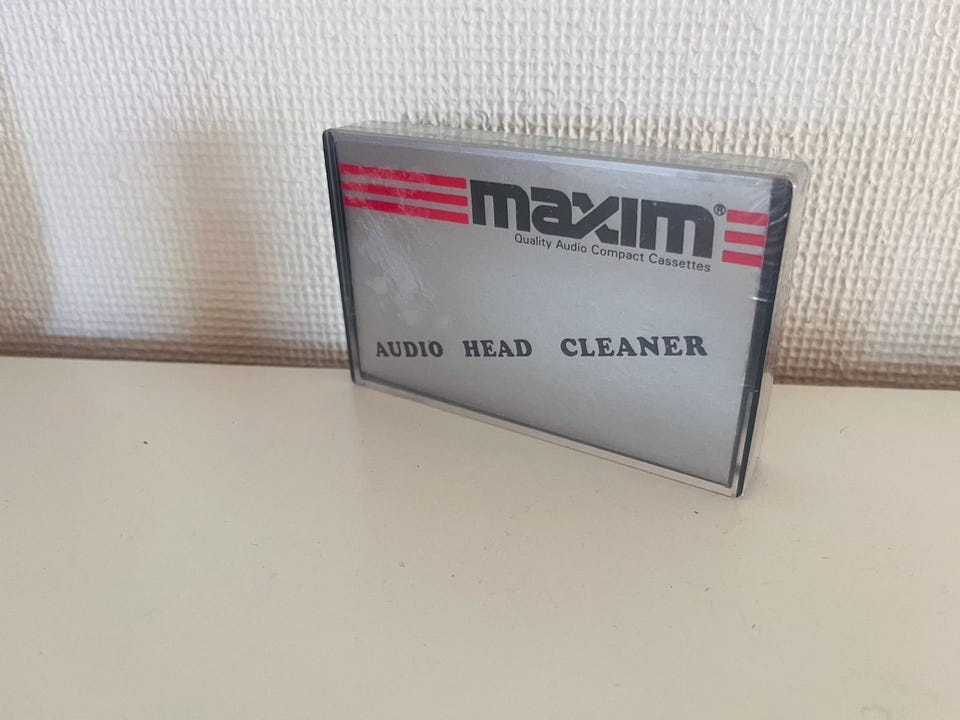 maxim®
Quality Audio Compact Cassettes
AUDIO HEAD CLEANER